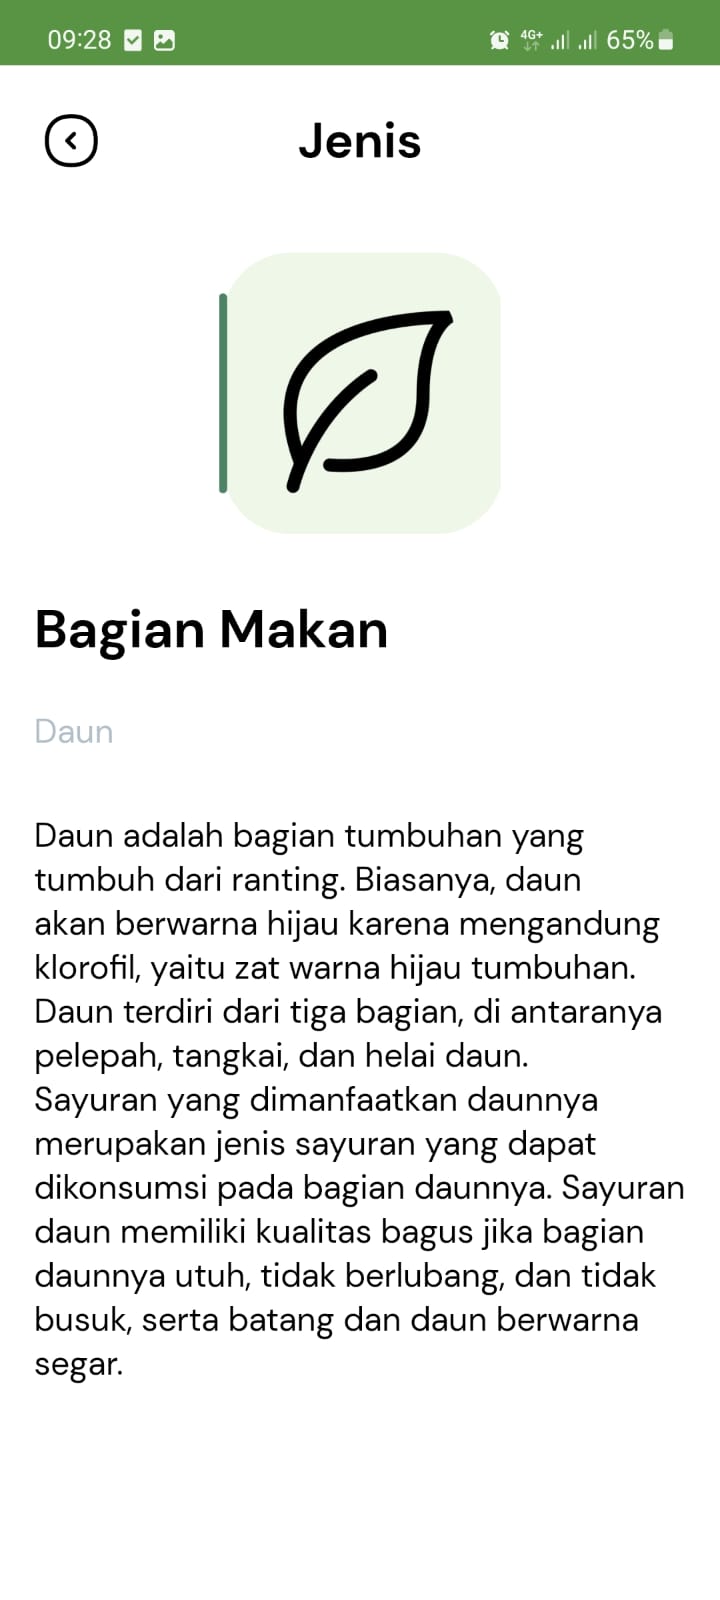 09:28 4G+ 65%
Jenis
Bagian Makan
Daun
Daun adalah bagian tumbuhan yang
tumbuh dari ranting. Biasanya, daun
akan berwarna hijau karena mengandung
klorofil, yaitu zat warna hijau tumbuhan.
Daun terdiri dari tiga bagian, di antaranya
pelepah, tangkai, dan helai daun.
Sayuran yang dimanfaatkan daunnya
merupakan jenis sayuran yang dapat
dikonsumsi pada bagian daunnya. Sayuran
daun memiliki kualitas bagus jika bagian
daunnya utuh, tidak berlubang, dan tidak
busuk, serta batang dan daun berwarna
segar.